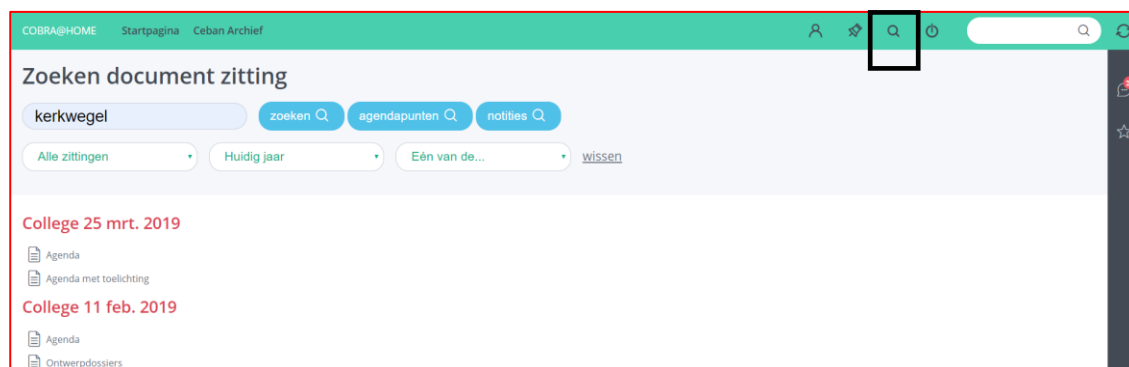 COBRA@HOME Startpagina Ceban Archief
Zoeken document zitting
kerkwegel zoeken agendapunten notities
Alle zittingen Huidig jaar Eén van de... wissen
College 25 mrt. 2019
Agenda
Agenda met toelichting
College 11 feb. 2019
Agenda
Ontwerpdossiers